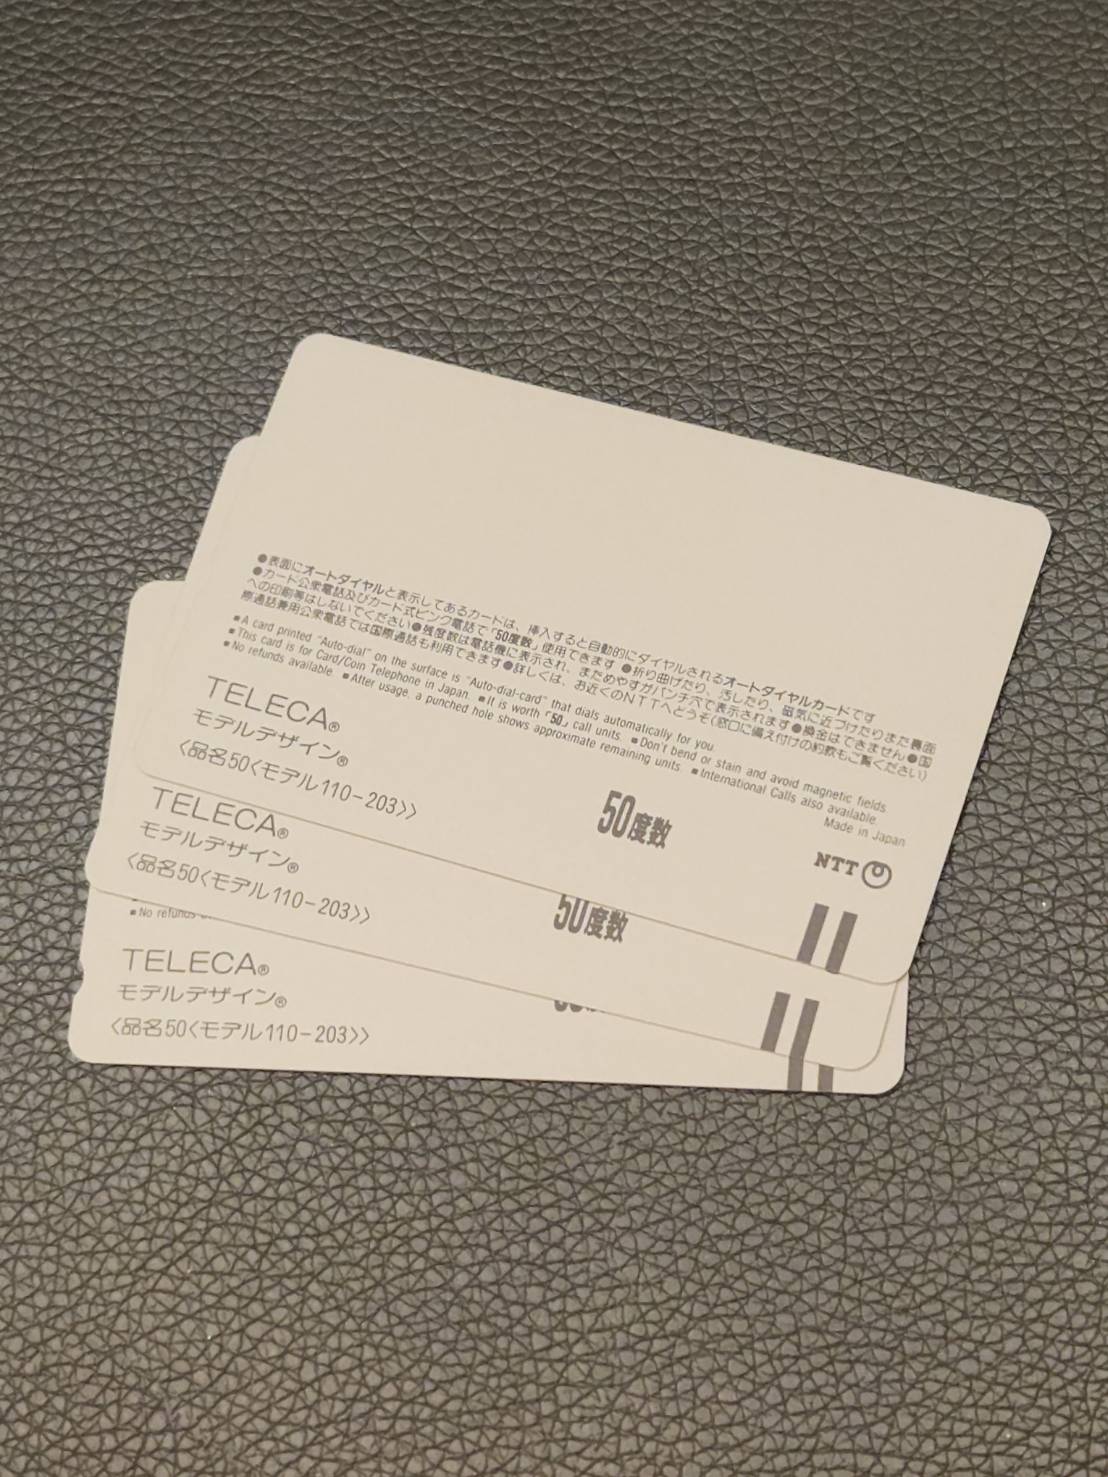 ●表面にオートダイヤルと表示してあるカードは、挿入すると自動的にダイヤルされるオートダイヤルカードです
●カード公衆電話及びカード式ピンク電話で「50度数」使用できます ●折り曲げたり、汚したり、磁気に近づけたりまた裏面
への印刷等はしないでください●残度数は電話機に表示され、まためやすがパンチ穴で表示されます●換金はできません●国
際通話兼用公衆電話では国際通話も利用できます●詳しくは、お近くのNTTへどうぞ(窓口に備え付けの約款もご覧ください)
■A card printed "Auto-dial" on the surface is "Auto-dial-card" that dials automatically for you.
■This card is for Card/Coin Telephone in Japan. ■It is worth「50」call units. ■Don't bend or stain and avoid magnetic fields.
■No refunds available. ■After usage, a punched hole shows approximate remaining units. ■International Calls also available.
Made in Japan
TELECA®
モデルデザイン®
〈品名50〈モデル110-203〉〉
50度数
NTT
TELECA®
モデルデザイン®
〈品名50〈モデル110-203〉〉
50度数
■No refunds
TELECA®
モデルデザイン®
〈品名50〈モデル110-203〉〉